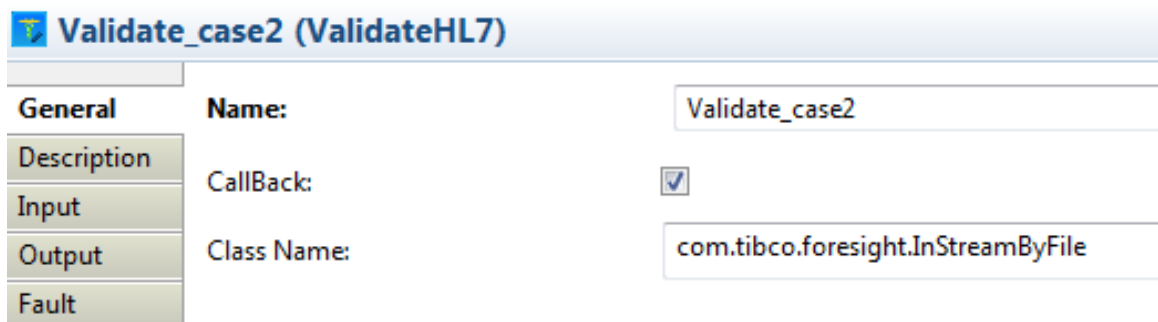 Validate_case2 (ValidateHL7)
General
Name:
Validate_case2
Description
CallBack:
Input
Output
Class Name:
com.tibco.foresight.InStreamByFile
Fault